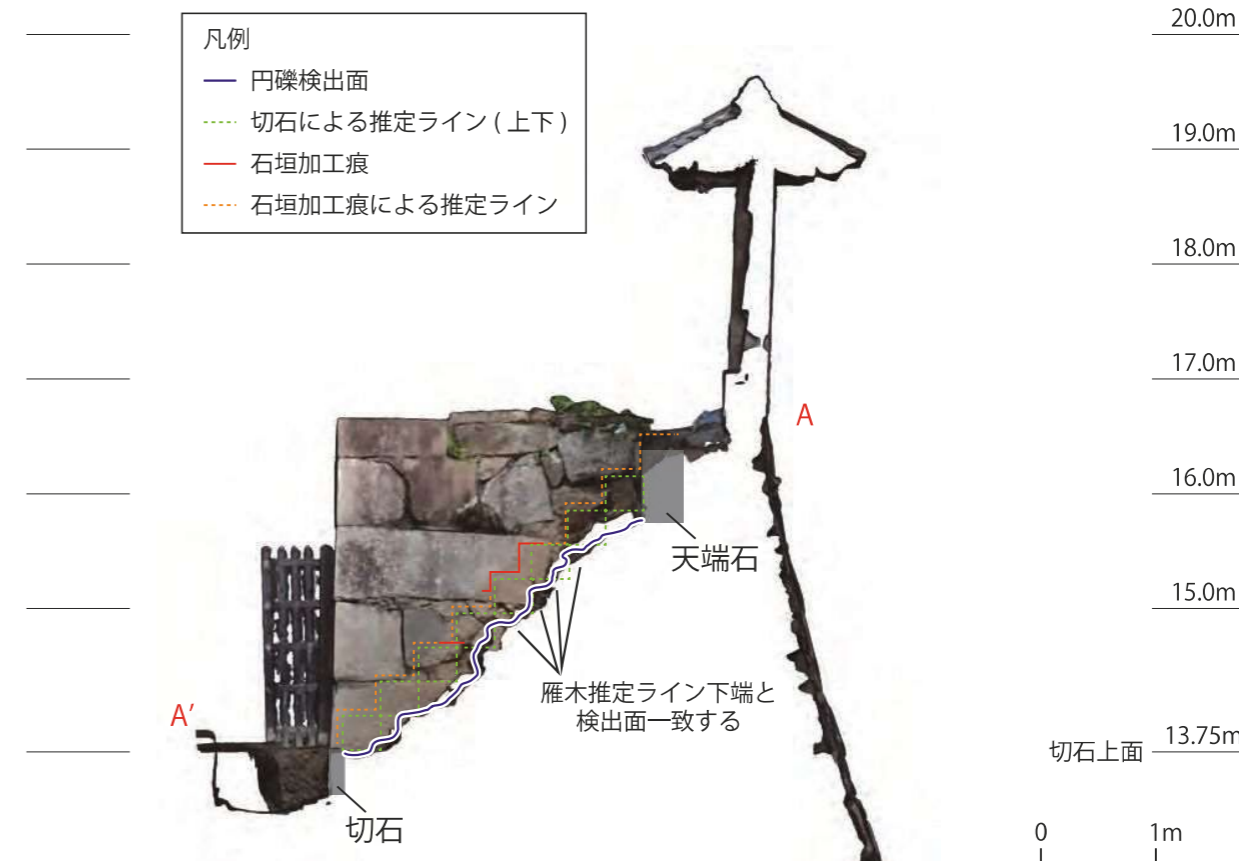 凡例
円礫検出面
切石による推定ライン ( 上下 )
石垣加工痕
石垣加工痕による推定ライン
20.0m
19.0m
18.0m
17.0m
A
16.0m
天端石
15.0m
雁木推定ライン下端と
検出面一致する
A′
切石上面
13.75m
切石
0
1m